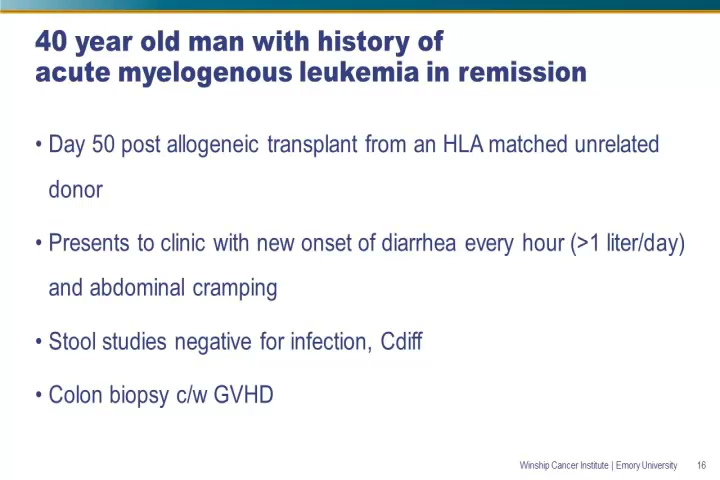 40 year old man with history of
acute myelogenous leukemia in remission
• Day 50 post allogeneic transplant from an HLA matched unrelated
donor
• Presents to clinic with new onset of diarrhea every hour (>1 liter/day)
and abdominal cramping
• Stool studies negative for infection, Cdiff
• Colon biopsy c/w GVHD
Winship Cancer Institute | Emory University 16